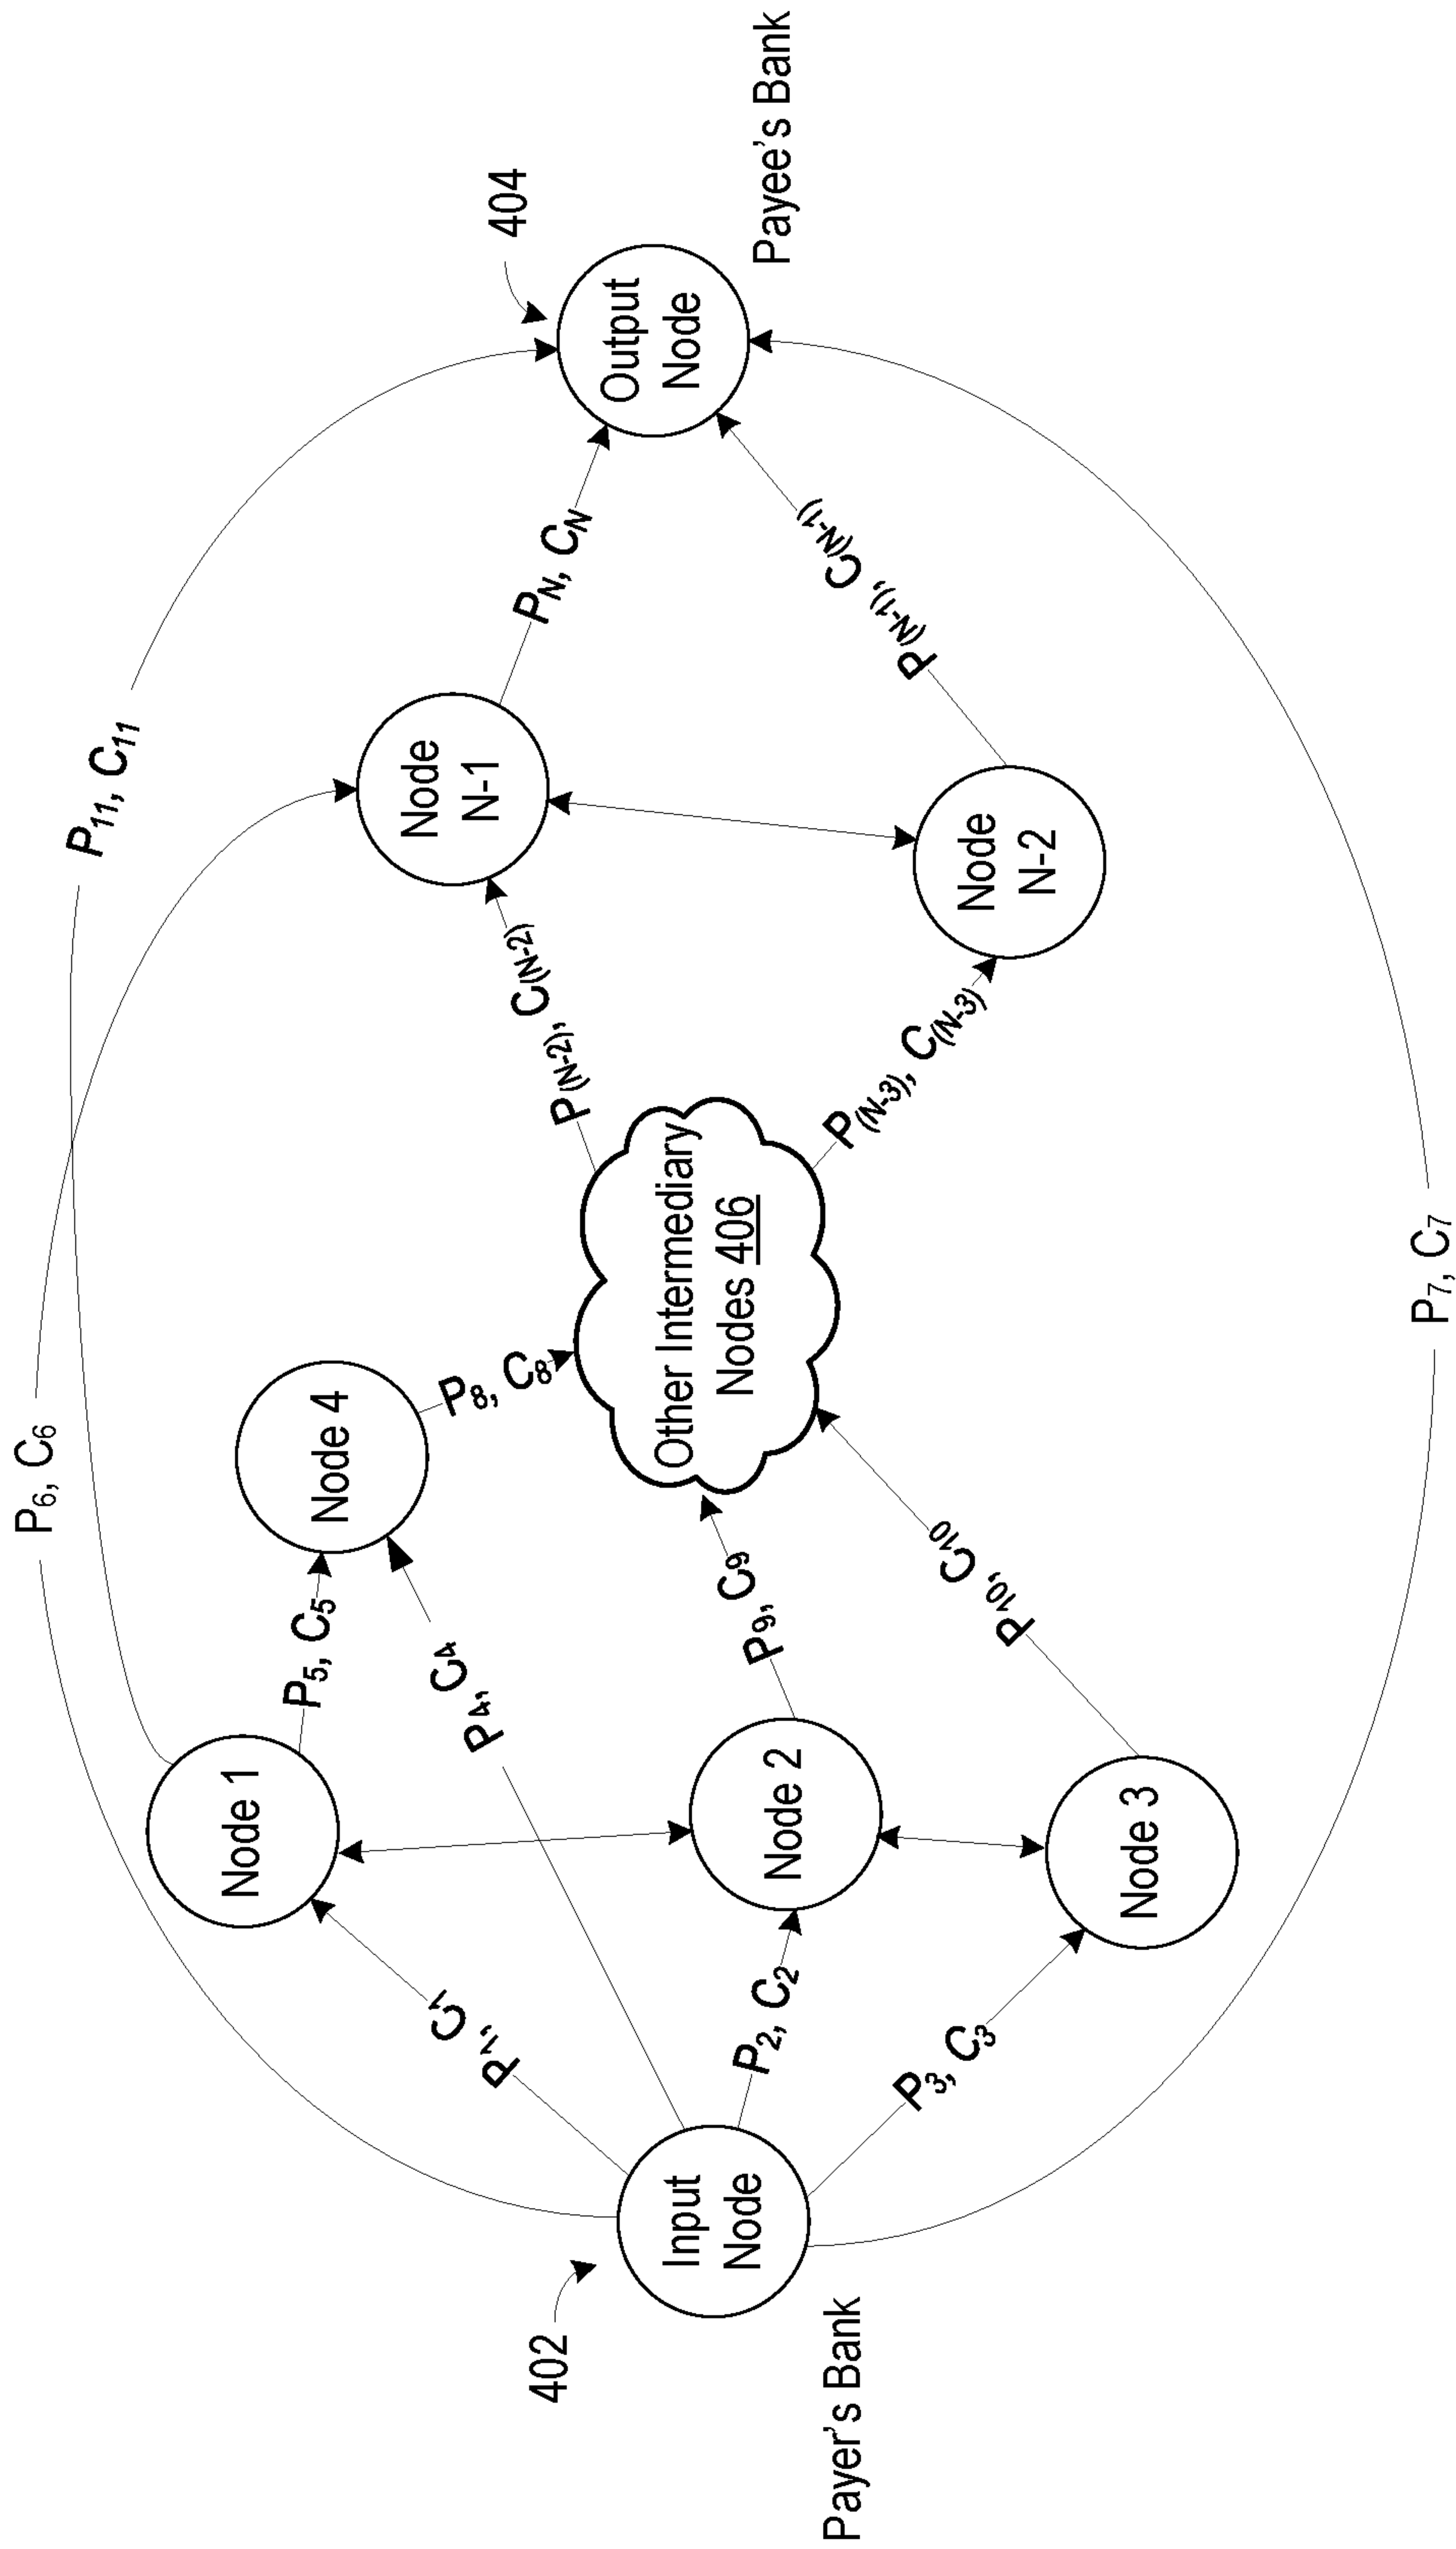 P6, C6
P11, C11
Node 1
P5, C5
Node 4
P1, C1
P4, C4
P8, C8
402
Input
Node
Payer's Bank
P2, C2
Node 2
P9, C9
Other Intermediary
Nodes 406
P(N-2), C(N-2)
Node
N-1
PN, CN
404
Output
Node
Payee's Bank
P3, C3
Node 3
P10, C10
P(N-3), C(N-3)
Node
N-2
P(N-1), C(N-1)
P7, C7